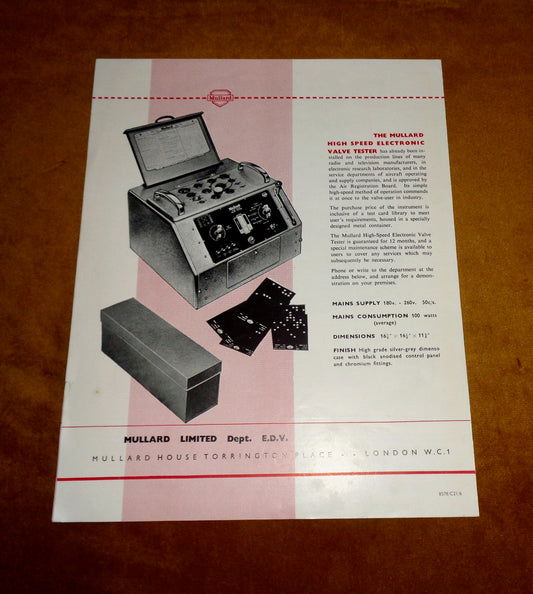 Mullard
THE MULLARD
HIGH SPEED ELECTRONIC
VALVE TESTER has already been in-
stalled on the production lines of many
radio and television manufacturers, in
electronic research laboratories, and in the
service departments of aircraft operating
and supply companies, and is approved by
the Air Registration Board. Its simple
high-speed method of operation commends
it at once to the valve-user in industry.
The purchase price of the instrument is
inclusive of a test card library to meet
user's requirements, housed in a specially
designed metal container.
The Mullard High-Speed Electronic Valve
Tester is guaranteed for 12 months, and a
special maintenance scheme is available to
users to cover any services which may
subsequently be necessary.
Phone or write to the department at the
address below, and arrange for a demon-
stration on your premises.
MAINS SUPPLY 180v. - 260v. 50c/s.
MAINS CONSUMPTION 100 watts
(average)
DIMENSIONS 16½" × 16½" × 11½"
FINISH High grade silver-grey dimenso
case with black anodised control panel
and chromium fittings.
MULLARD LIMITED Dept. E.D.V.
MULLARD HOUSE TORRINGTON PLACE - - LONDON W.C.1